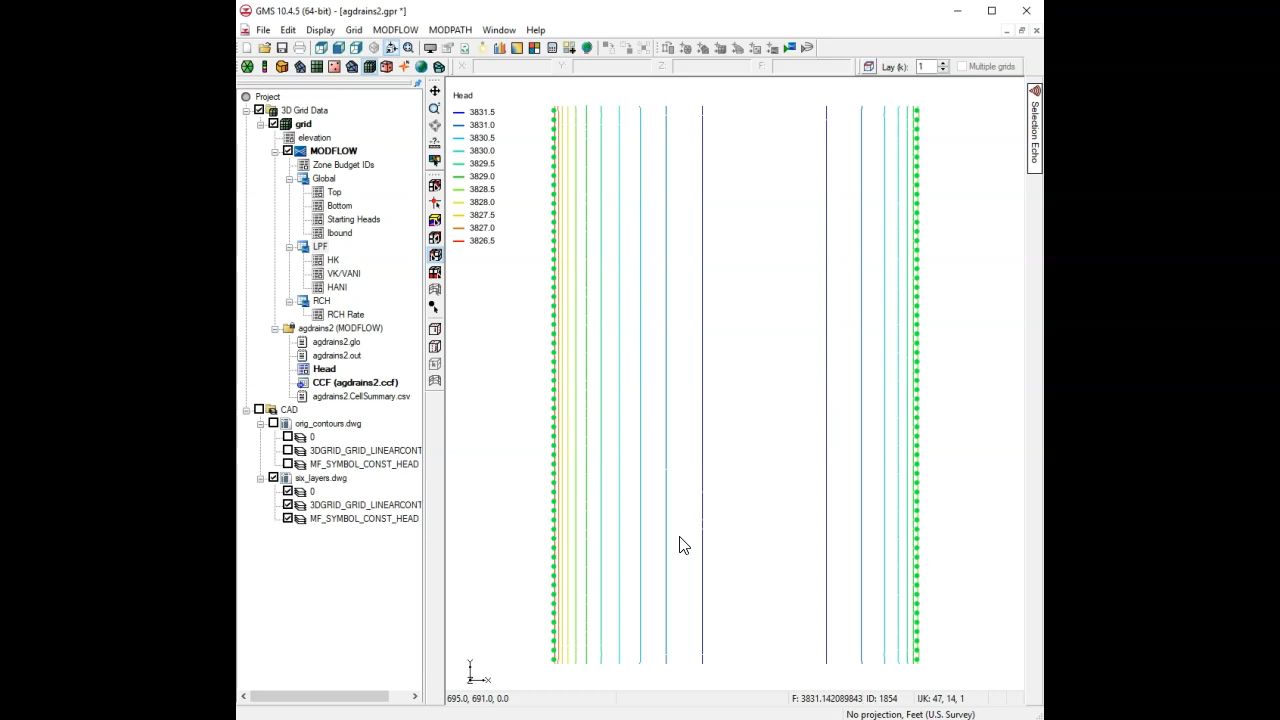 GMS 10.4.5 (64-bit) - [agdrains2.gpr *]
File Edit Display Grid MODFLOW MODPATH Window Help
X: Y: Z: F: Lay (k): 1 Multiple grids
Project
3D Grid Data
grid
elevation
MODFLOW
Zone Budget IDs
Global
Top
Bottom
Starting Heads
Ibound
LPF
HK
VK/VANI
HANI
RCH
RCH Rate
agdrains2 (MODFLOW)
agdrains2.glo
agdrains2.out
Head
CCF (agdrains2.ccf)
agdrains2.CellSummary.csv
CAD
orig_contours.dwg
0
3DGRID_GRID_LINEARCONT
MF_SYMBOL_CONST_HEAD
six_layers.dwg
0
3DGRID_GRID_LINEARCONT
MF_SYMBOL_CONST_HEAD
Head
3831.5
3831.0
3830.5
3830.0
3829.5
3829.0
3828.5
3828.0
3827.5
3827.0
3826.5
Selection Echo
Y
Z X
695.0, 691.0, 0.0 F: 3831.142089843 ID: 1854 IJK: 47, 14, 1
No projection, Feet (U.S. Survey)